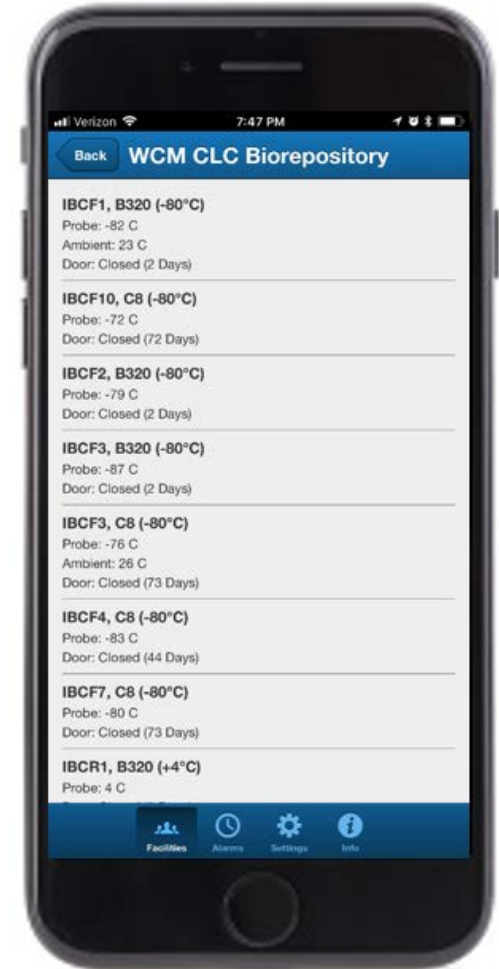 Verizon
7:47 PM
Back
WCM CLC Biorepository
IBCF1, B320 (-80°C)
Probe: -82 C
Ambient: 23 C
Door: Closed (2 Days)
IBCF10, C8 (-80°C)
Probe: -72 C
Door: Closed (72 Days)
IBCF2, B320 (-80°C)
Probe: -79 C
Door: Closed (2 Days)
IBCF3, B320 (-80°C)
Probe: -87 C
Door: Closed (2 Days)
IBCF3, C8 (-80°C)
Probe: -76 C
Ambient: 26 C
Door: Closed (73 Days)
IBCF4, C8 (-80°C)
Probe: -83 C
Door: Closed (44 Days)
IBCF7, C8 (-80°C)
Probe: -80 C
Door: Closed (73 Days)
IBCR1, B320 (+4°C)
Probe: 4 C
Facilities Alarms Settings Info